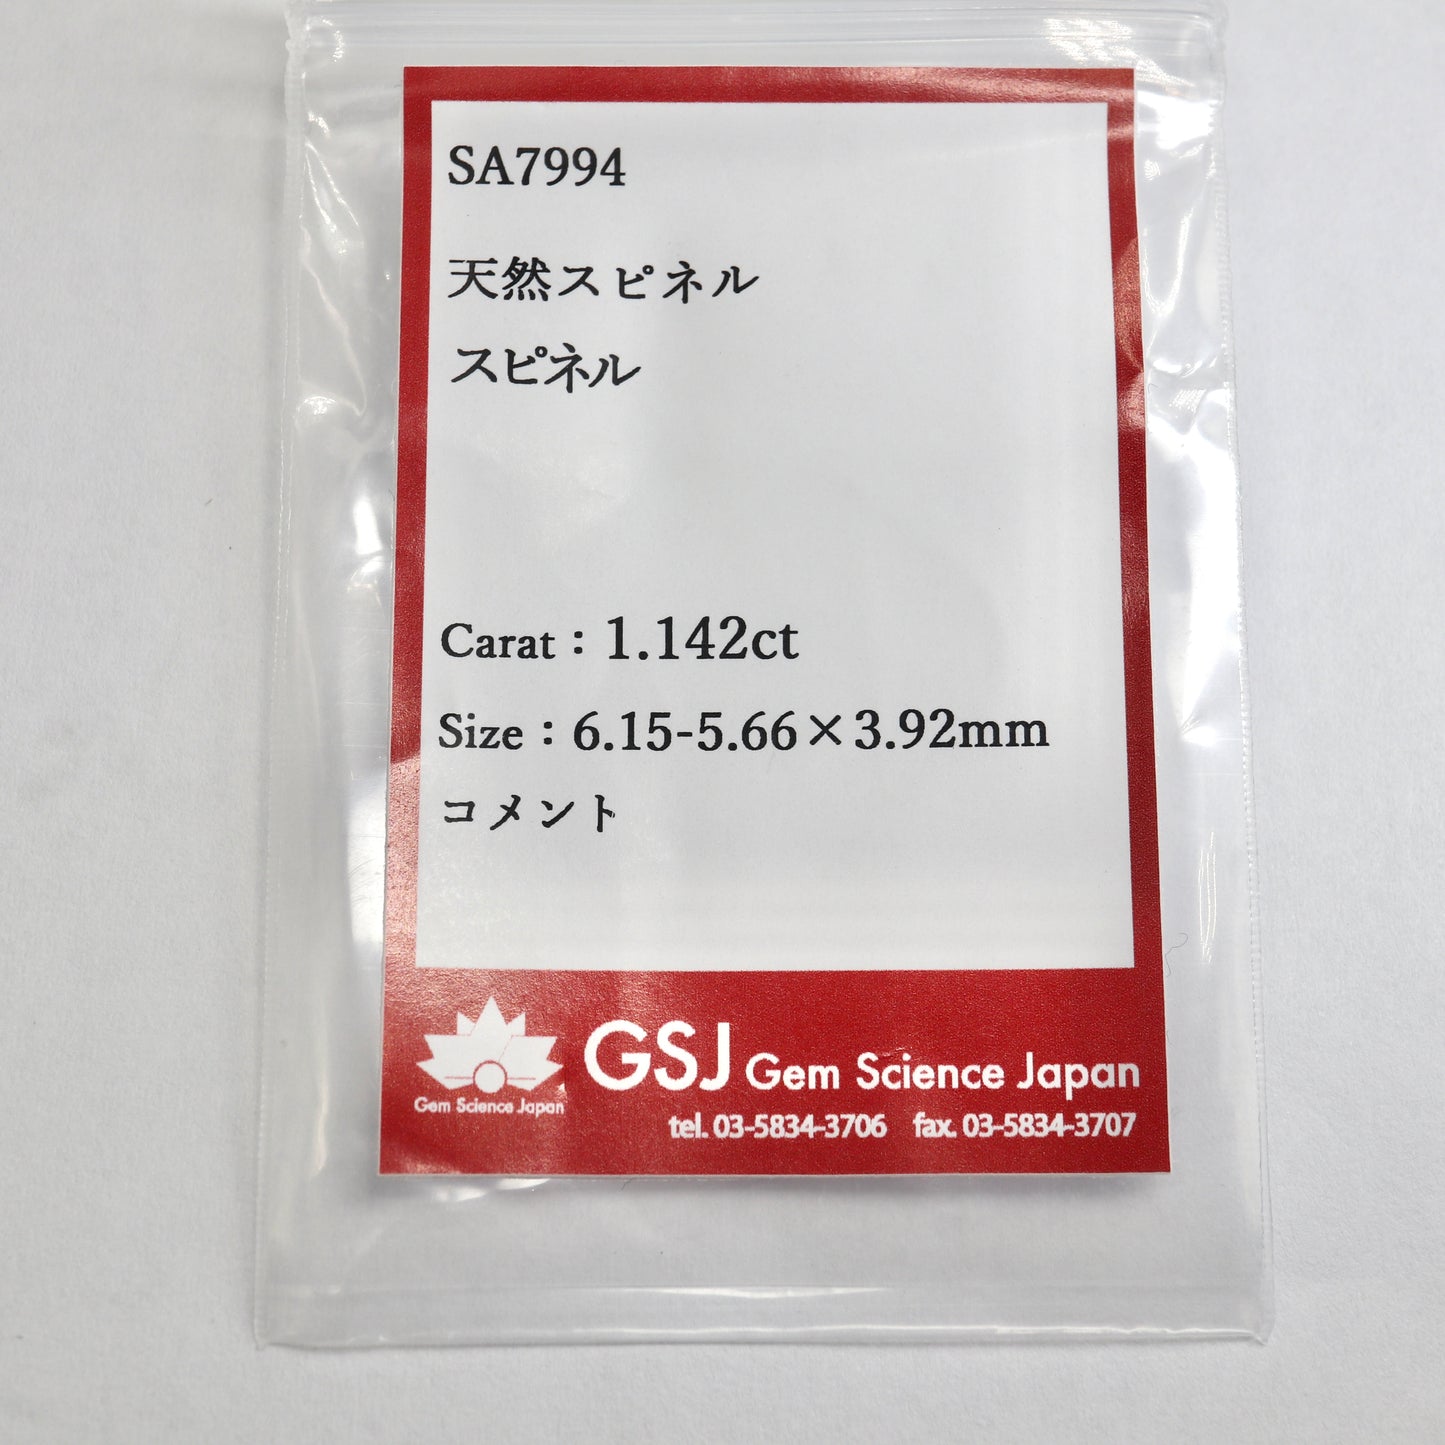 SA7994
天然スピネル
スピネル
Carat：1.142ct
Size：6.15-5.66×3.92mm
コメント
Gem Science Japan
GSJ Gem Science Japan
tel. 03-5834-3706 fax. 03-5834-3707